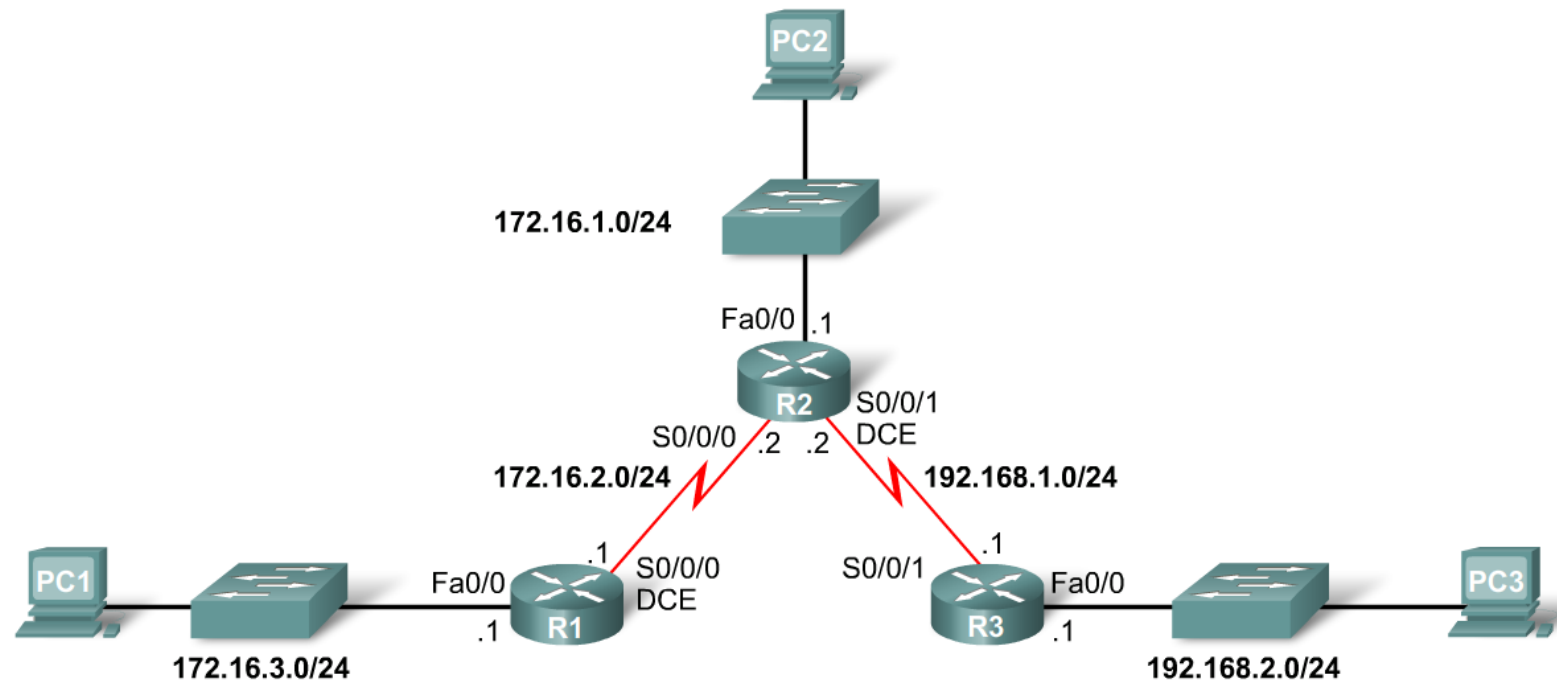 PC2
172.16.1.0/24
Fa0/0
.1
R2
S0/0/1
DCE
S0/0/0
.2
.2
172.16.2.0/24
192.168.1.0/24
PC1
Fa0/0
.1
.1
S0/0/0
DCE
R1
172.16.3.0/24
S0/0/1
.1
Fa0/0
.1
R3
PC3
192.168.2.0/24